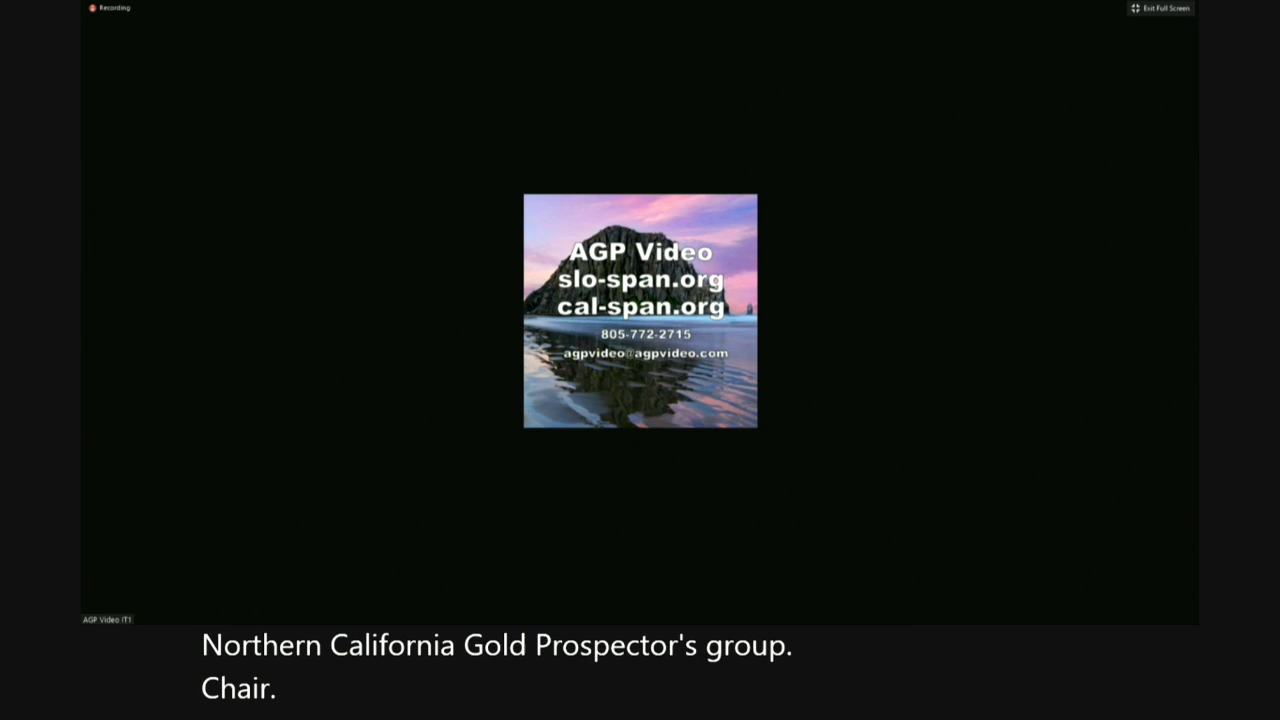 Recording
Exit Full Screen
AGP Video
slo-span.org
cal-span.org
805-772-2715
agpvideo@agpvideo.com
AGP Video IT1
Northern California Gold Prospector's group.
Chair.